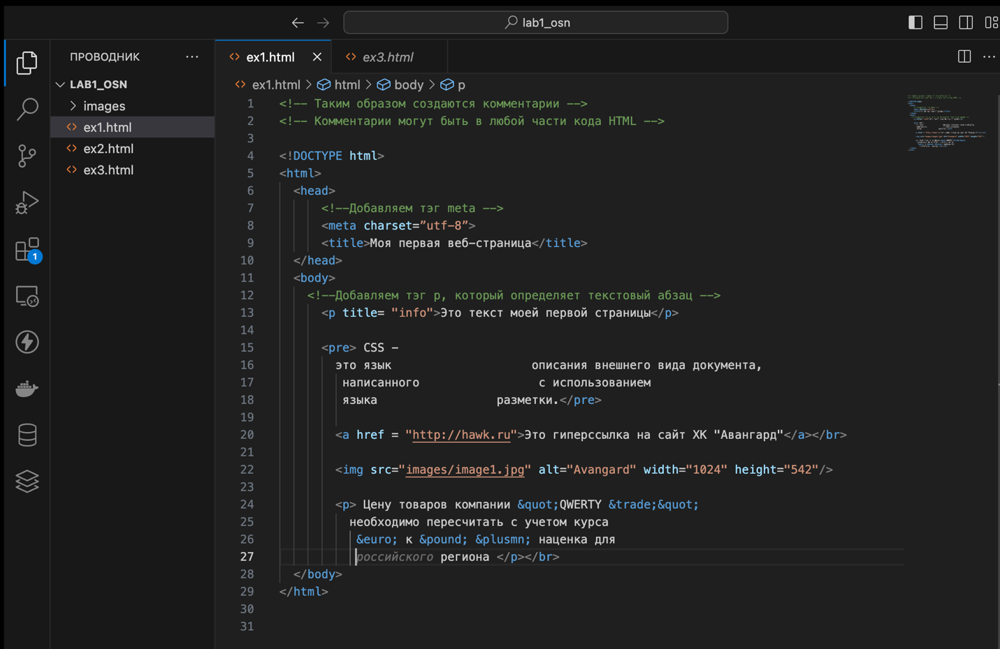 lab1_osn
ПРОВОДНИК
LAB1_OSN
images
ex1.html
ex2.html
ex3.html
1
ex1.html
ex3.html
ex1.html > html > body > p
1 <!-- Таким образом создаются комментарии -->
2 <!-- Комментарии могут быть в любой части кода HTML -->
3
4 <!DOCTYPE html>
5 <html>
6 <head>
7 <!--Добавляем тэг meta -->
8 <meta charset=”utf-8”>
9 <title>Моя первая веб-страница</title>
10 </head>
11 <body>
12 <!--Добавляем тэг p, который определяет текстовый абзац -->
13 <p title= "info">Это текст моей первой страницы</p>
14
15 <pre> CSS -
16 это язык                    описания внешнего вида документа,
17 написанного                 с использованием
18 языка                 разметки.</pre>
19
20 <a href = "http://hawk.ru">Это гиперссылка на сайт ХК "Авангард"</a></br>
21
22 <img src="images/image1.jpg" alt="Avangard" width="1024" height="542"/>
23
24 <p> Цену товаров компании &quot;QWERTY &trade;&quot;
25 необходимо пересчитать с учетом курса
26 &euro; к &pound; &plusmn; наценка для
27 российского региона </p></br>
28 </body>
29 </html>
30
31